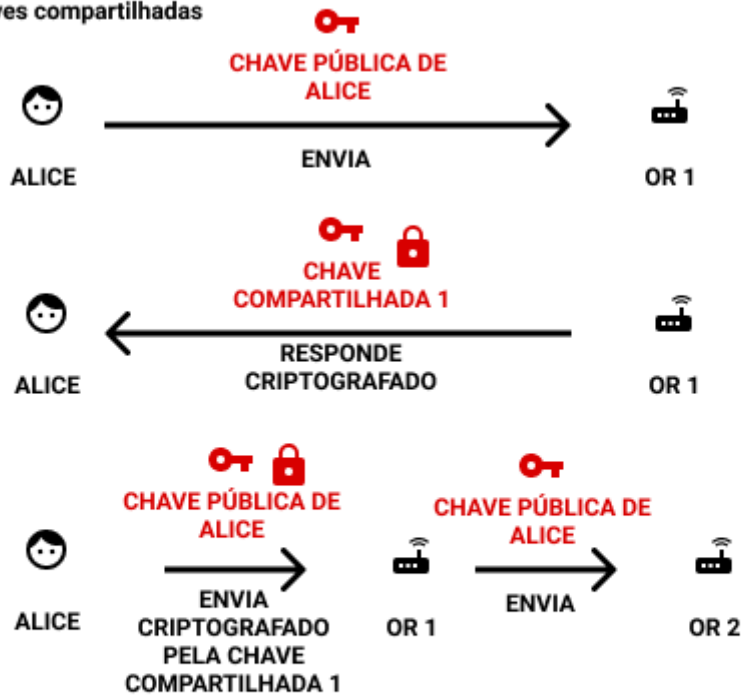 compartilhadas
CHAVE PÚBLICA DE
ALICE
ENVIA
ALICE
OR 1
CHAVE
COMPARTILHADA 1
RESPONDE
CRIPTOGRAFADO
ALICE
OR 1
CHAVE PÚBLICA DE
ALICE
CHAVE PÚBLICA DE
ALICE
ENVIA
CRIPTOGRAFADO
PELA CHAVE
COMPARTILHADA 1
ENVIA
ALICE
OR 1
OR 2